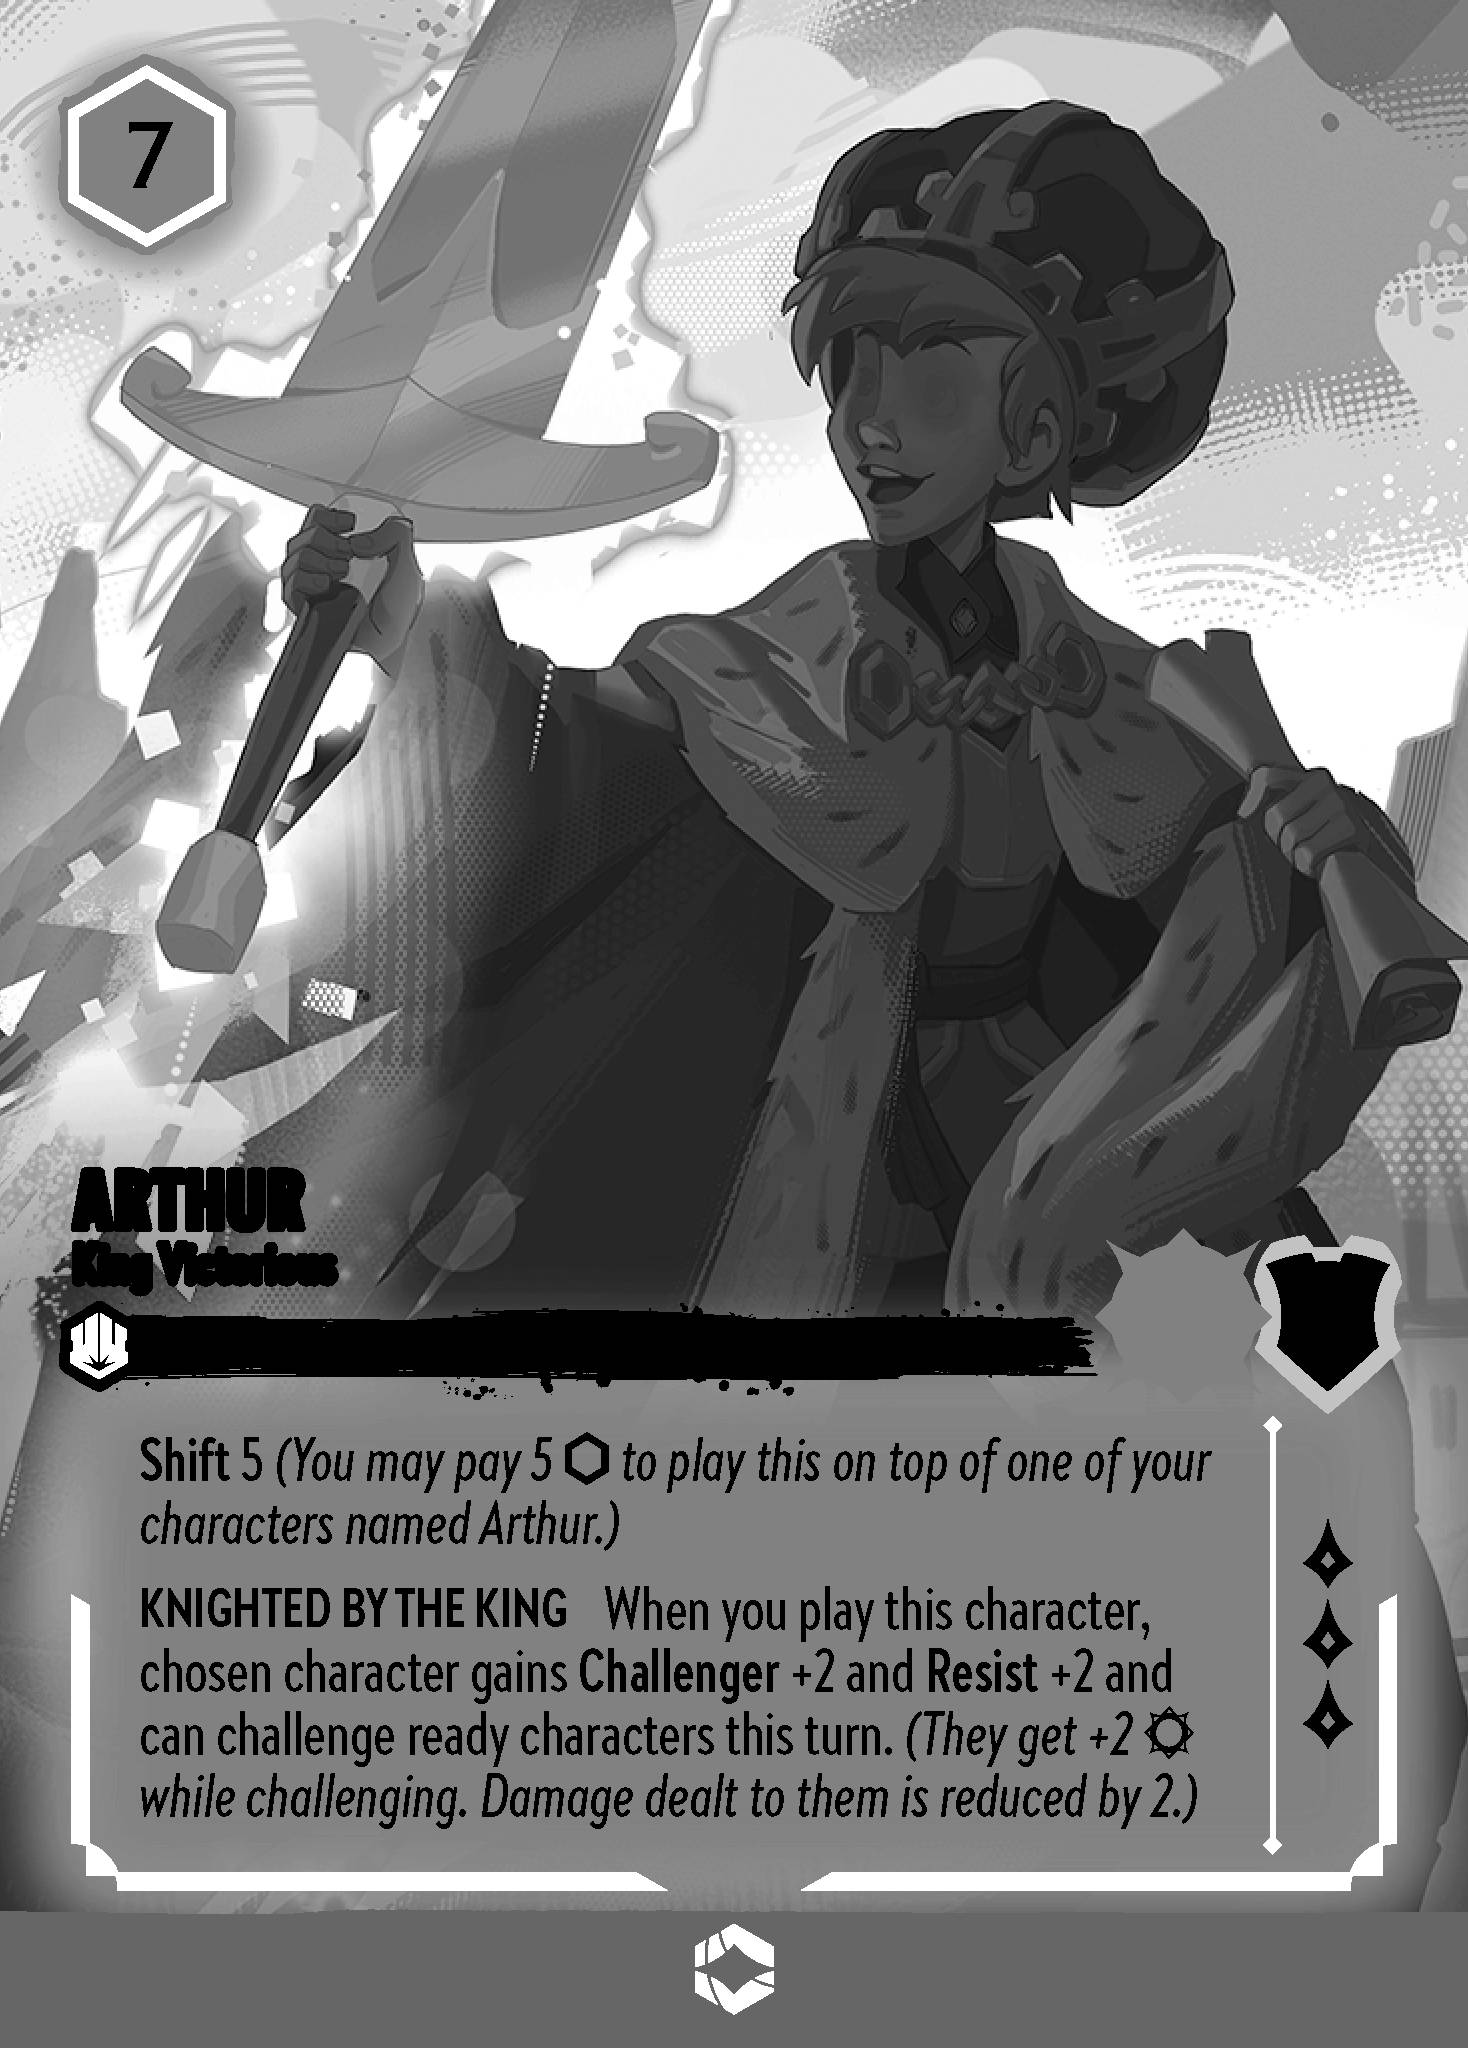 7
ARTHUR
King Victorious
Shift 5 (You may pay 5 ⬡ to play this on top of one of your
characters named Arthur.)
KNIGHTED BY THE KING When you play this character,
chosen character gains Challenger +2 and Resist +2 and
can challenge ready characters this turn. (They get +2
while challenging. Damage dealt to them is reduced by 2.)